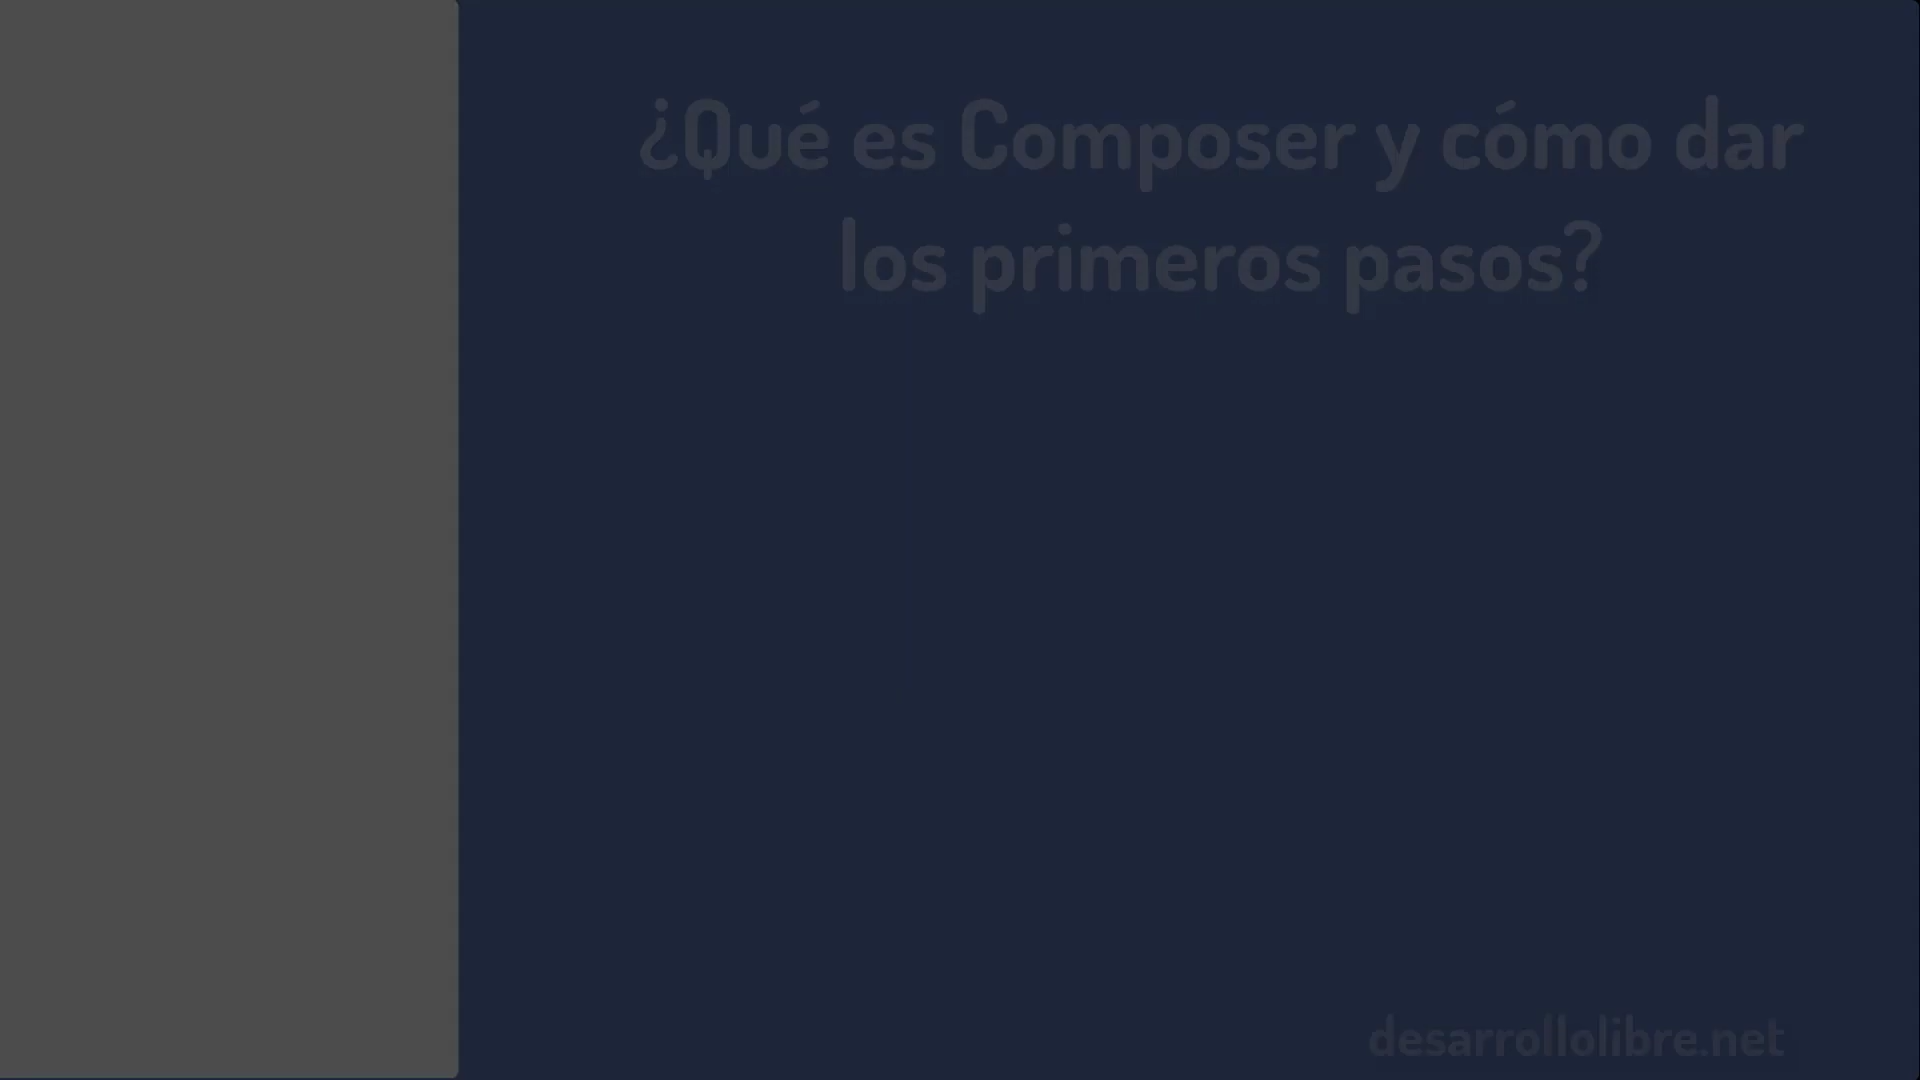 ¿Qué es Composer y cómo dar
los primeros pasos?
desarrollolibre.net